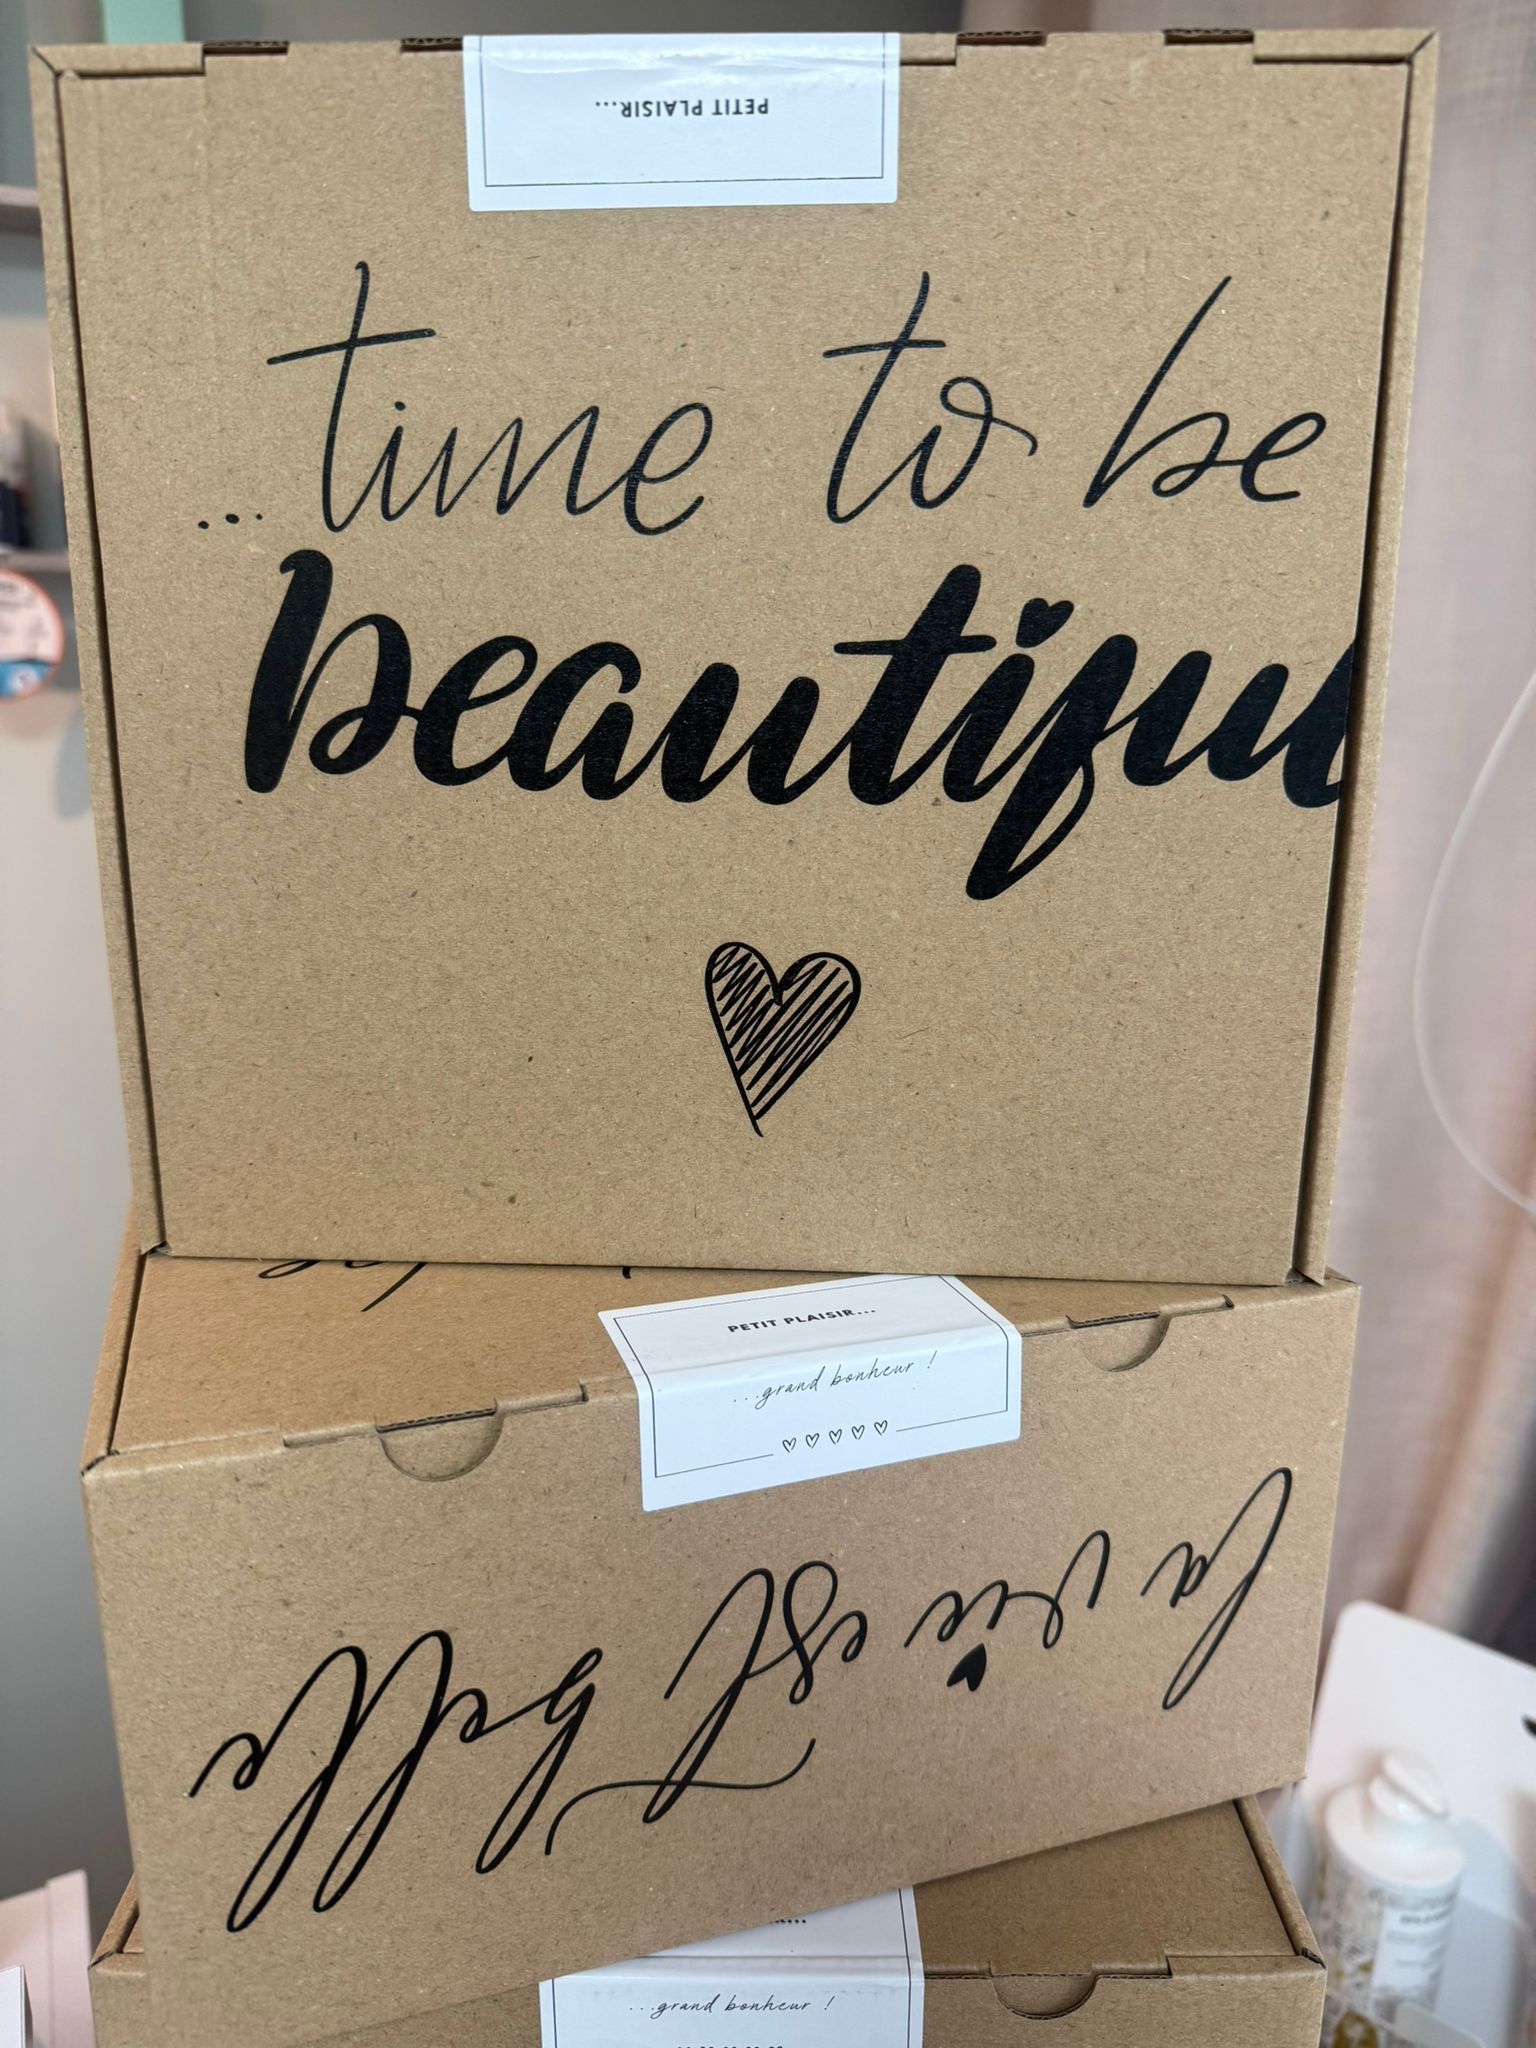 PETIT PLAISIR...
...time to be
beautiful
PETIT PLAISIR...
...grand bonheur !
la vie est belle
...grand bonheur !